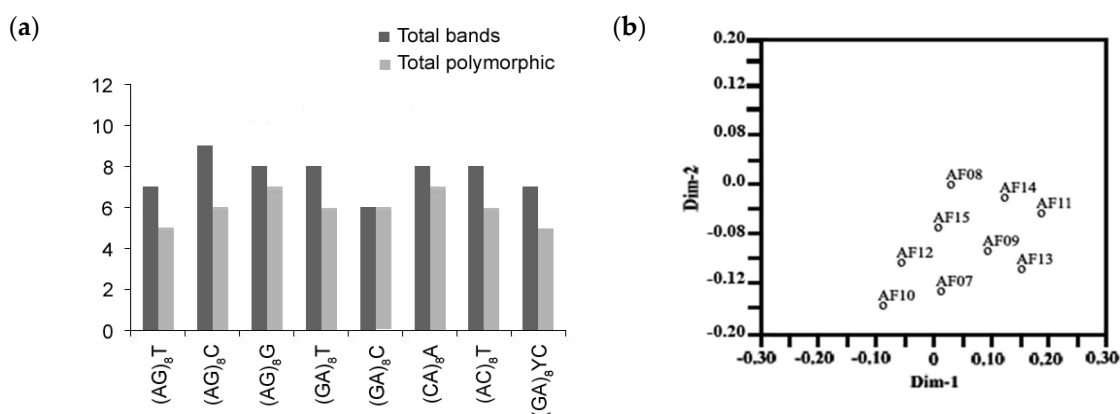 (a)
Total bands
Total polymorphic
12
10
8
6
4
2
0
(AG)₈T
(AG)₈C
(AG)₈G
(GA)₈T
(GA)₈C
(CA)₈A
(AC)₈T
(GA)₈YC
(b)
0.20
0.12
0.08
0.0
-0.08
-0.12
-0.20
Dim-2
AF08
AF14
AF11
AF15
AF09
AF12
AF13
AF07
AF10
-0,30 -0.20 -0.10 0 0,10 0,20 0,30
Dim-1